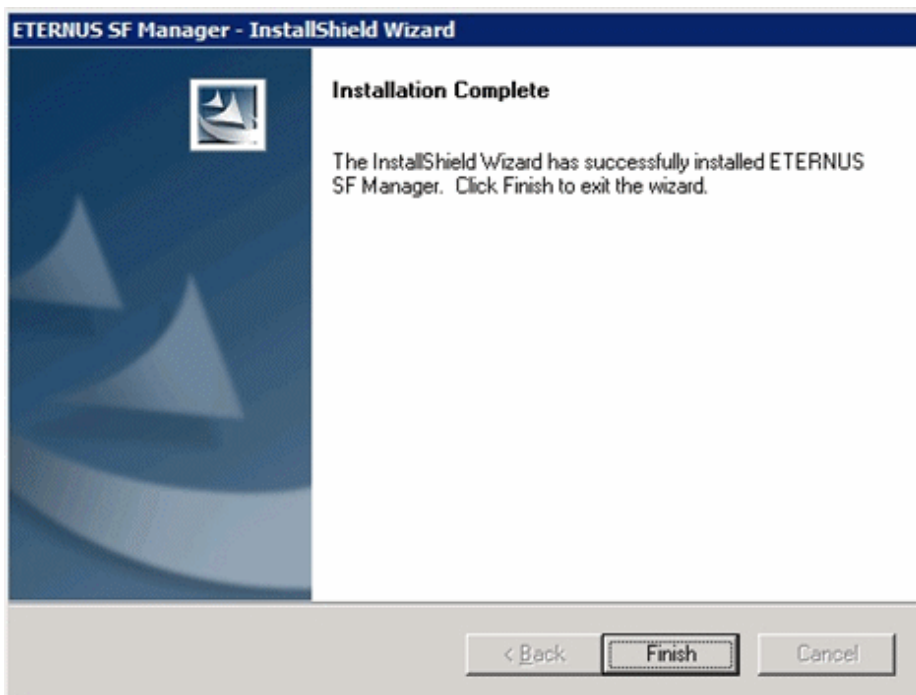 ETERNUS SF Manager - InstallShield Wizard
Installation Complete
The InstallShield Wizard has successfully installed ETERNUS
SF Manager. Click Finish to exit the wizard.
< Back
Finish
Cancel